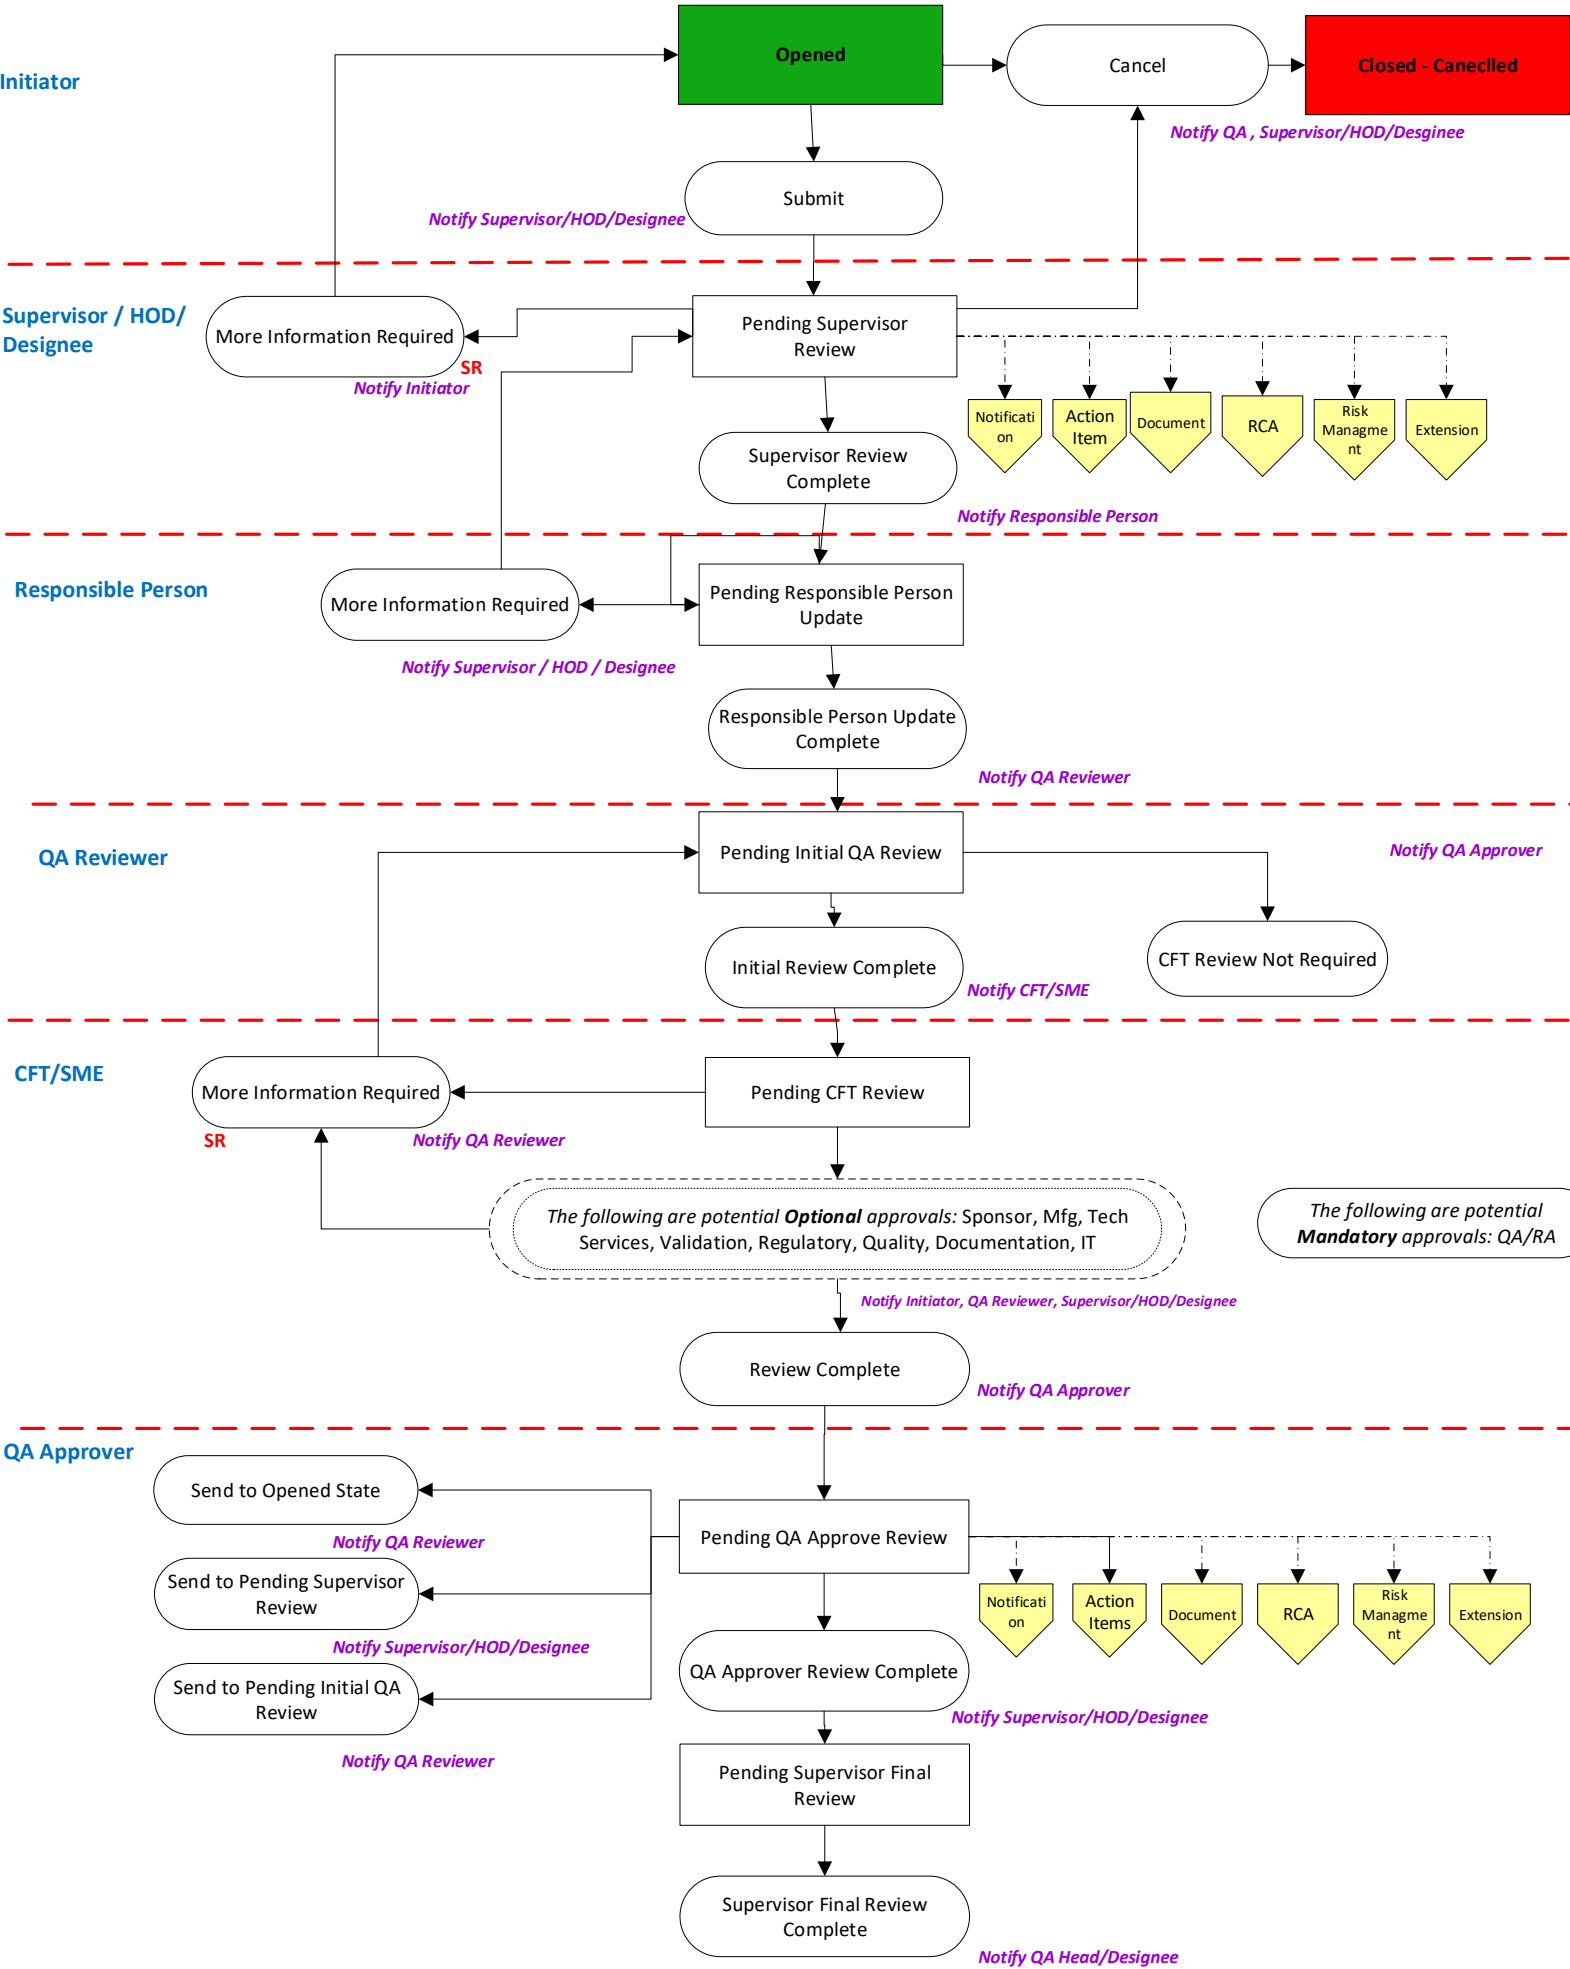 Opened
Cancel
Closed - Caneclled
Initiator
Notify QA , Supervisor/HOD/Desginee
Submit
Notify Supervisor/HOD/Designee
Supervisor / HOD/
Designee
More Information Required
SR
Notify Initiator
Pending Supervisor
Review
Notificati
on
Action
Item
Document
RCA
Risk
Managme
nt
Extension
Supervisor Review
Complete
Notify Responsible Person
Responsible Person
More Information Required
Pending Responsible Person
Update
Notify Supervisor / HOD / Designee
Responsible Person Update
Complete
Notify QA Reviewer
QA Reviewer
Pending Initial QA Review
Notify QA Approver
Initial Review Complete
CFT Review Not Required
Notify CFT/SME
CFT/SME
More Information Required
Pending CFT Review
SR
Notify QA Reviewer
The following are potential Optional approvals: Sponsor, Mfg, Tech
Services, Validation, Regulatory, Quality, Documentation, IT
The following are potential
Mandatory approvals: QA/RA
Notify Initiator, QA Reviewer, Supervisor/HOD/Designee
Review Complete
Notify QA Approver
QA Approver
Send to Opened State
Notify QA Reviewer
Pending QA Approve Review
Send to Pending Supervisor
Review
Notify Supervisor/HOD/Designee
Notificati
on
Action
Items
Document
RCA
Risk
Managme
nt
Extension
QA Approver Review Complete
Send to Pending Initial QA
Review
Notify Supervisor/HOD/Designee
Notify QA Reviewer
Pending Supervisor Final
Review
Supervisor Final Review
Complete
Notify QA Head/Designee